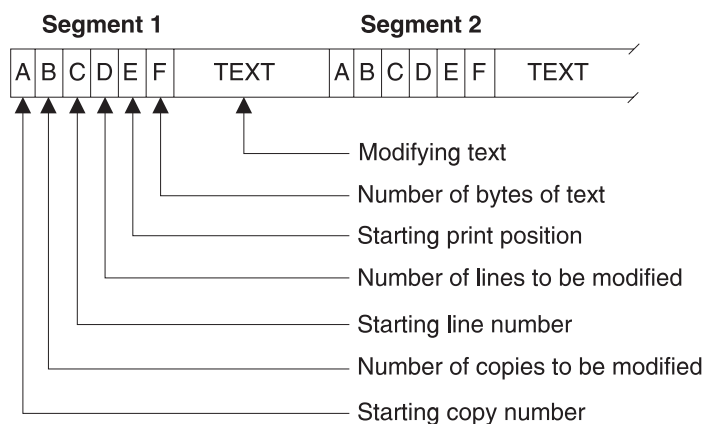 Segment 1 Segment 2
A B C D E F TEXT A B C D E F TEXT
Modifying text
Number of bytes of text
Starting print position
Number of lines to be modified
Starting line number
Number of copies to be modified
Starting copy number